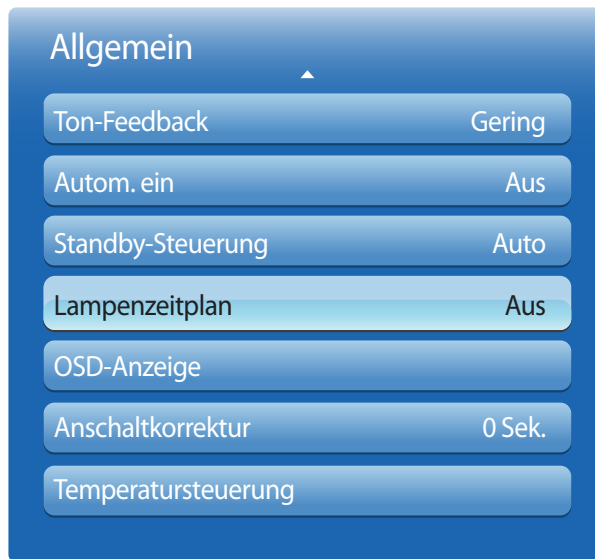 Allgemein
Ton-Feedback Gering
Autom. ein Aus
Standby-Steuerung Auto
Lampenzeitplan Aus
OSD-Anzeige
Anschaltkorrektur 0 Sek.
Temperatursteuerung